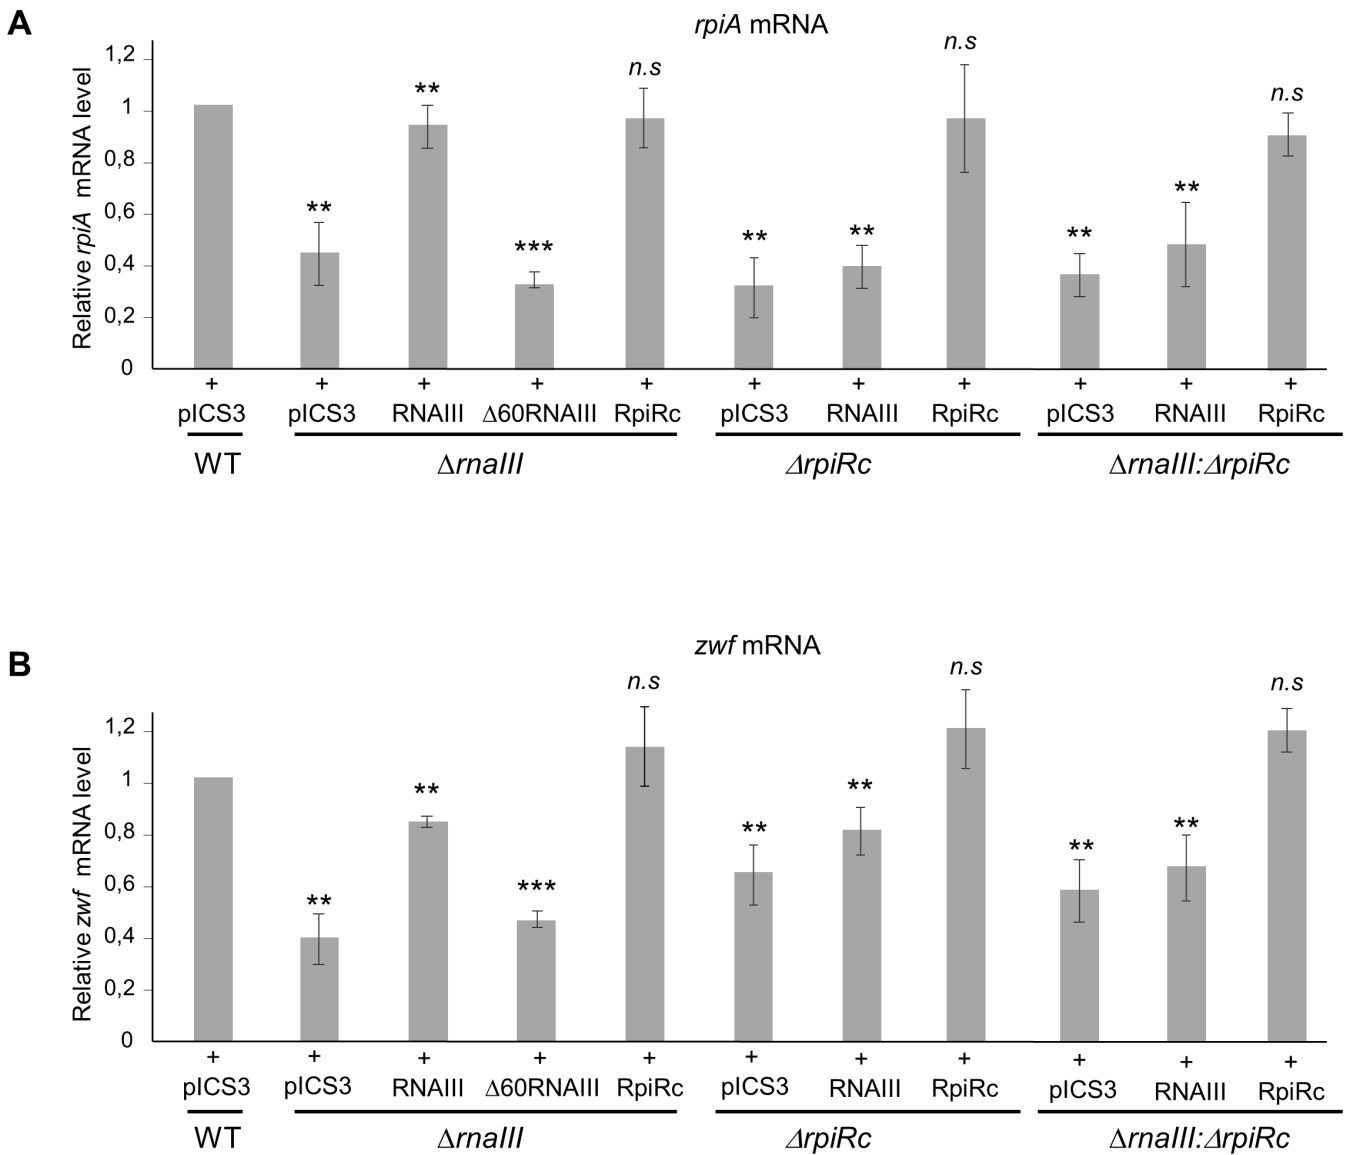 A
rpiA mRNA
Relative rpiA mRNA level
1,2
1
0,8
0,6
0,4
0,2
0
** ** *** n.s ** ** n.s ** ** n.s
+ + + + + + + + + + +
pICS3 pICS3 RNAIII Δ60RNAIII RpiRc pICS3 RNAIII RpiRc pICS3 RNAIII RpiRc
WT ΔrnaIII ΔrpiRc ΔrnaIII:ΔrpiRc
B
zwf mRNA
Relative zwf mRNA level
1,2
1
0,8
0,6
0,4
0,2
0
** ** *** n.s ** ** n.s ** ** n.s
+ + + + + + + + + + +
pICS3 pICS3 RNAIII Δ60RNAIII RpiRc pICS3 RNAIII RpiRc pICS3 RNAIII RpiRc
WT ΔrnaIII ΔrpiRc ΔrnaIII:ΔrpiRc